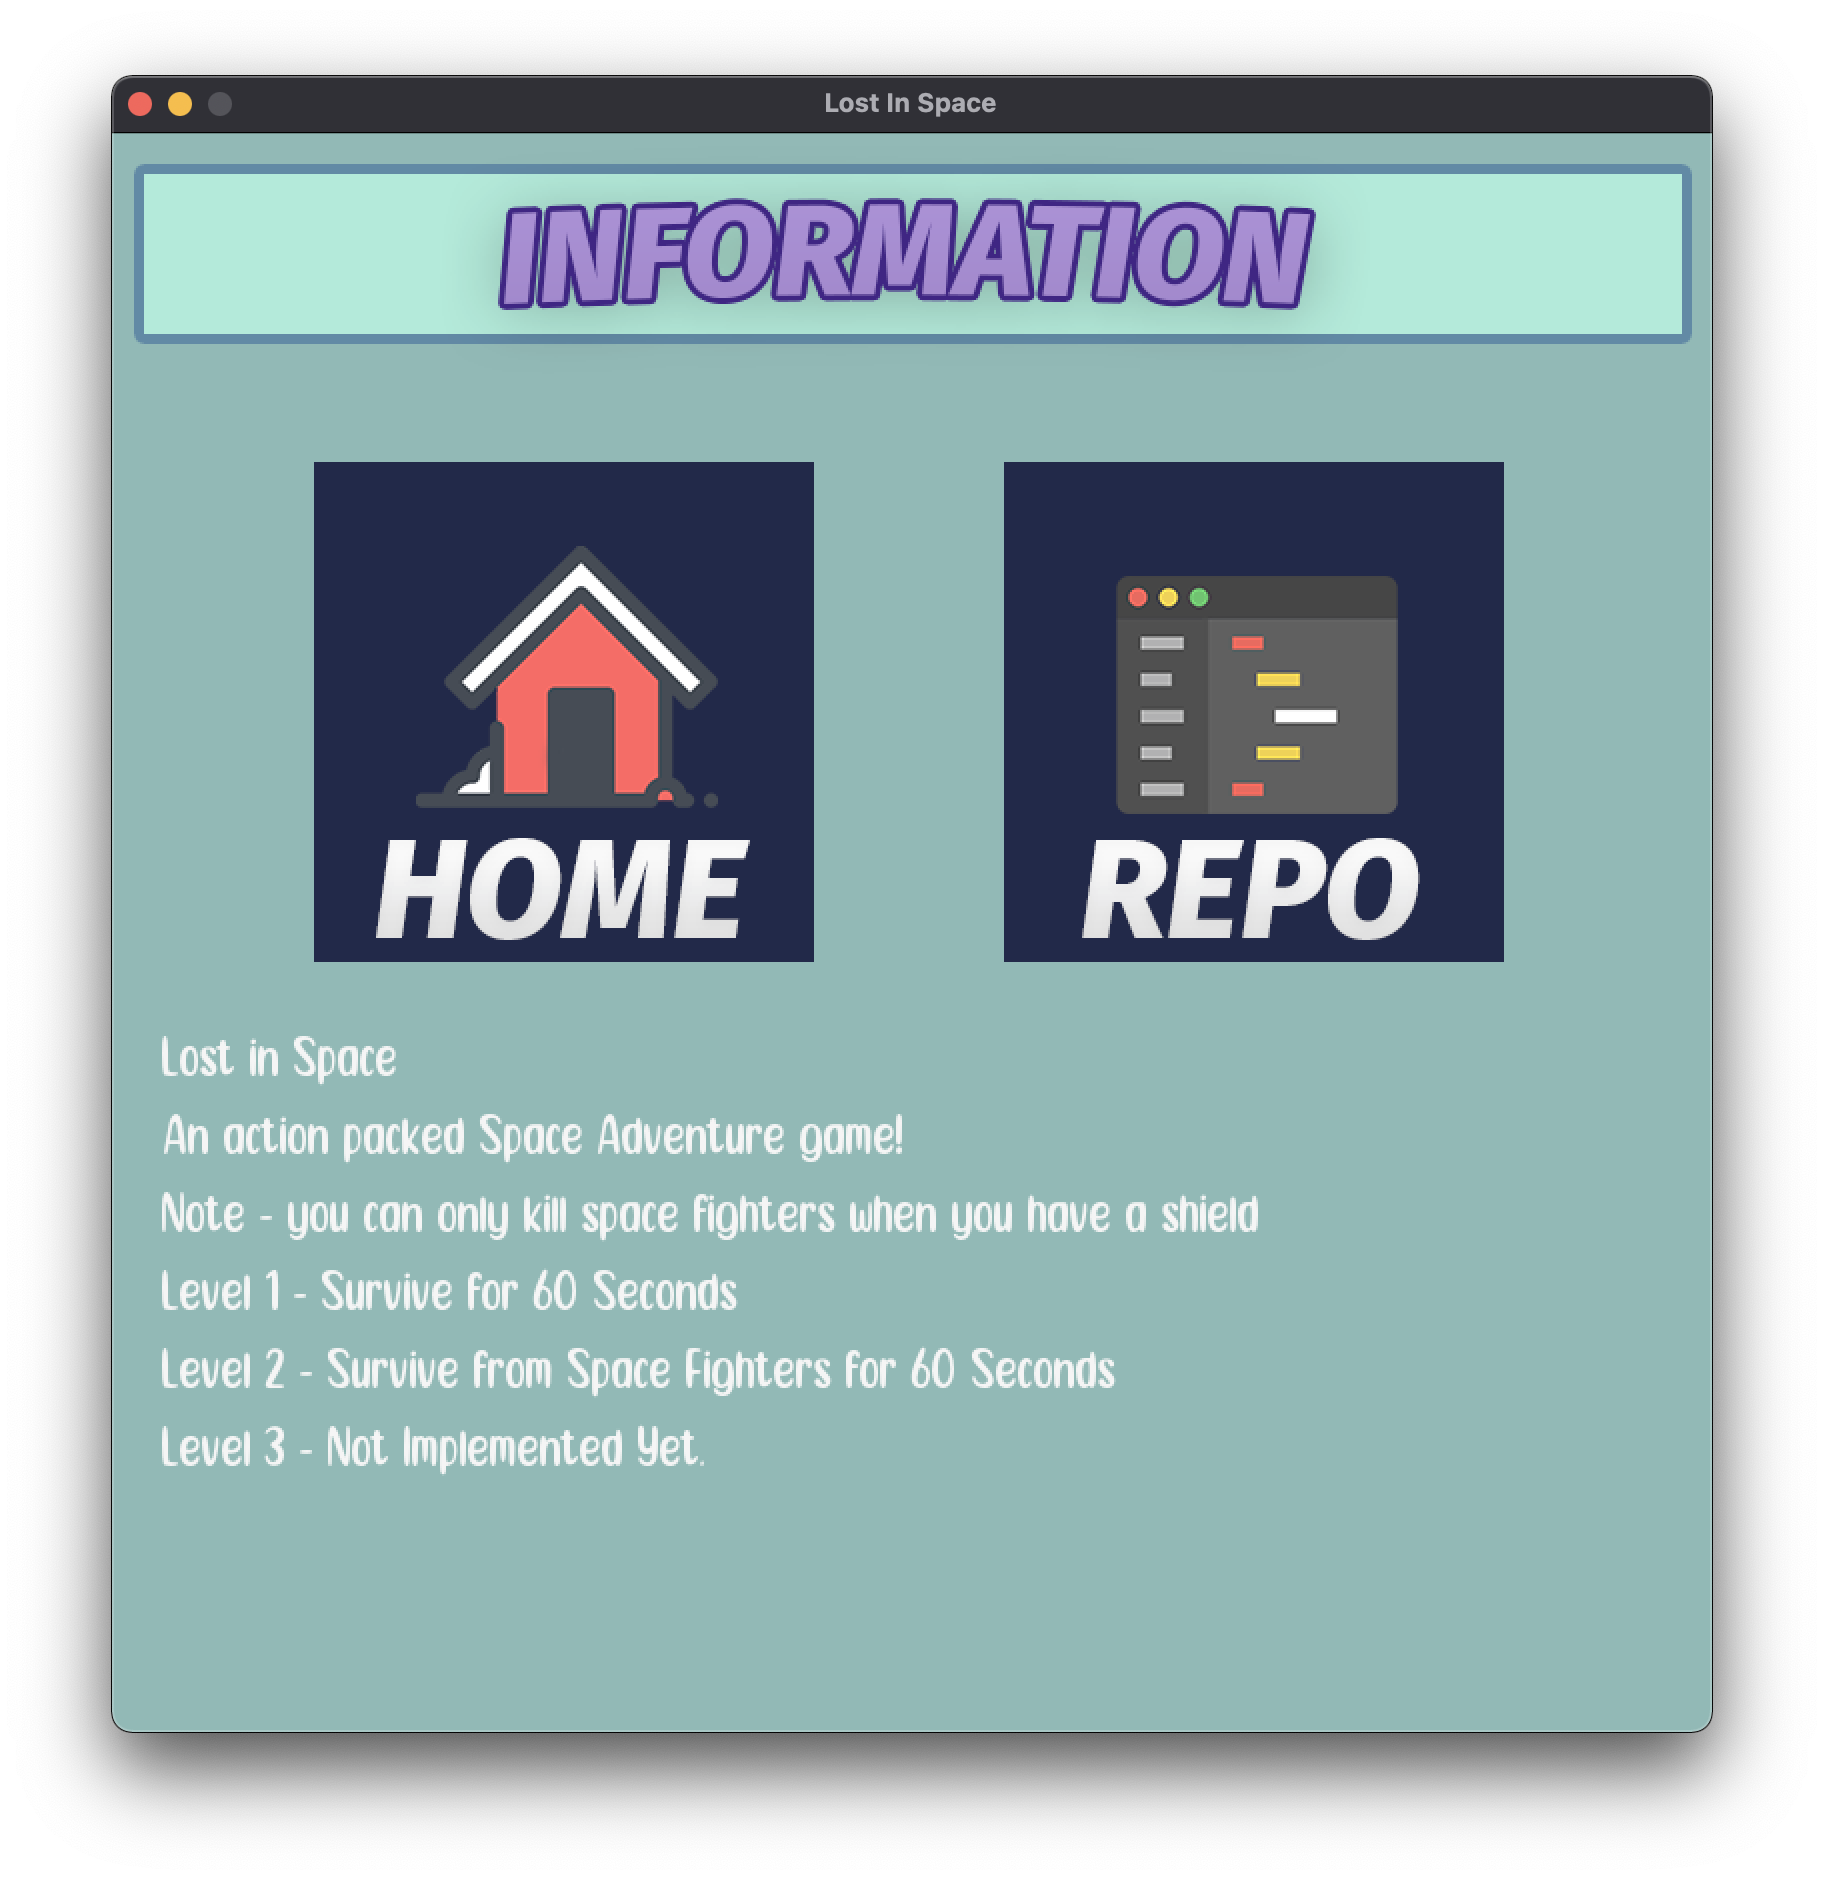 Lost In Space
INFORMATION
HOME
REPO
Lost in Space
An action packed Space Adventure game!
Note - you can only kill space fighters when you have a shield
Level 1 - Survive for 60 Seconds
Level 2 - Survive from Space Fighters for 60 Seconds
Level 3 - Not Implemented Yet.